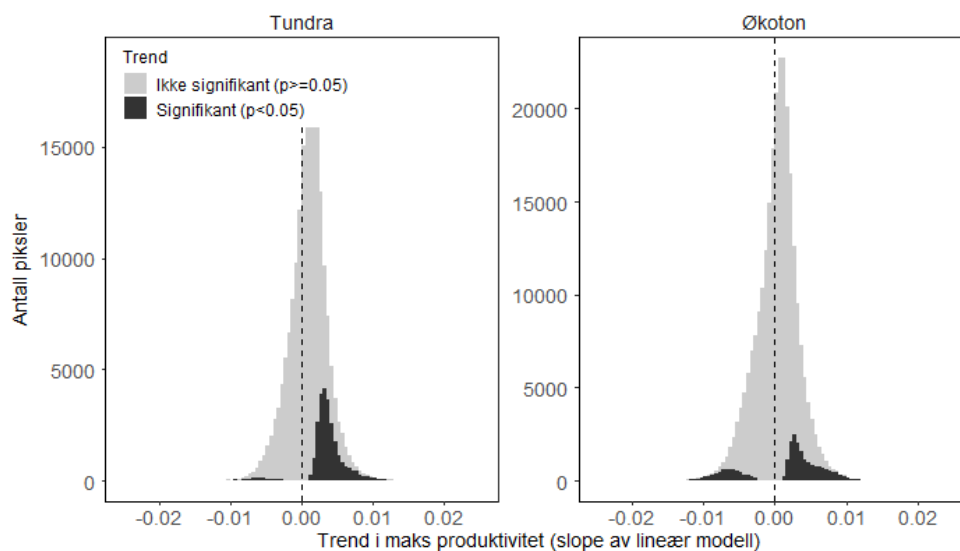 Tundra
Økoton
Trend
Ikke signifikant (p>=0.05)
Signifikant (p<0.05)
Antall piksler
15000
10000
5000
0
20000
15000
10000
5000
0
-0.02 -0.01 0.00 0.01 0.02
-0.02 -0.01 0.00 0.01 0.02
Trend i maks produktivitet (slope av lineær modell)